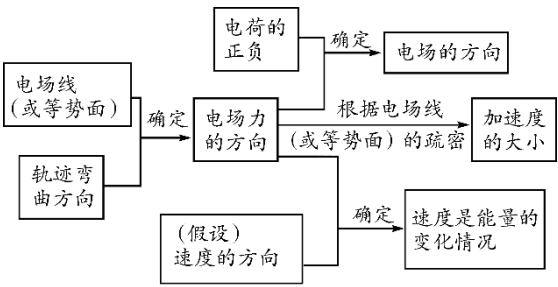 电荷的
正负
确定
电场的方向
电场线
(或等势面)
确定
电场力
的方向
根据电场线
(或等势面)的疏密
加速度
的大小
轨迹弯
曲方向
(假设)
速度的方向
确定
速度是能量的
变化情况